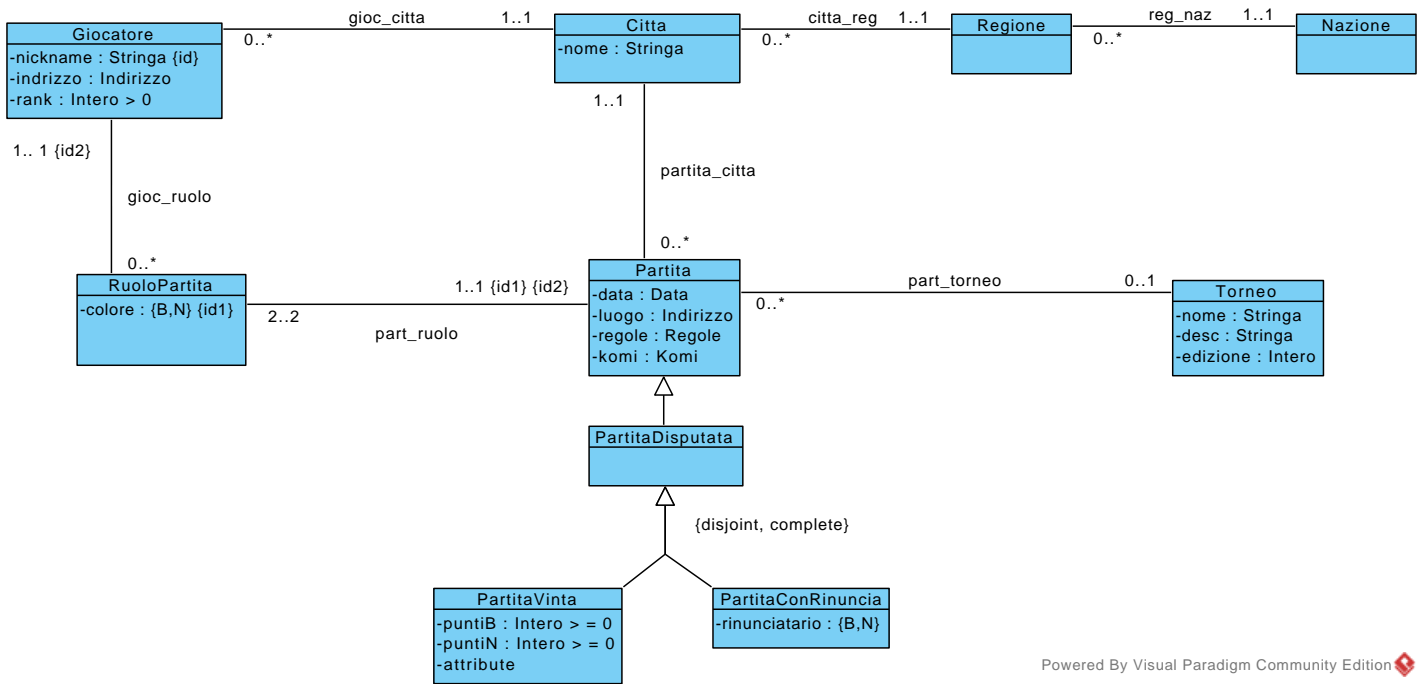 gioc_citta
1..1
citta_reg
1..1
reg_naz
1..1
Giocatore
-nickname : Stringa {id}
-indrizzo : Indirizzo
-rank : Intero > 0
0..*
Citta
-nome : Stringa
0..*
Regione
0..*
Nazione
1.. 1 {id2}
gioc_ruolo
0..*
1..1
partita_citta
0..*
RuoloPartita
-colore : {B,N} {id1}
2..2
part_ruolo
1..1 {id1} {id2}
Partita
-data : Data
-luogo : Indirizzo
-regole : Regole
-komi : Komi
0..*
part_torneo
0..1
Torneo
-nome : Stringa
-desc : Stringa
-edizione : Intero
PartitaDisputata
{disjoint, complete}
PartitaVinta
-puntiB : Intero > = 0
-puntiN : Intero > = 0
-attribute
PartitaConRinuncia
-rinunciatario : {B,N}
Powered By Visual Paradigm Community Edition